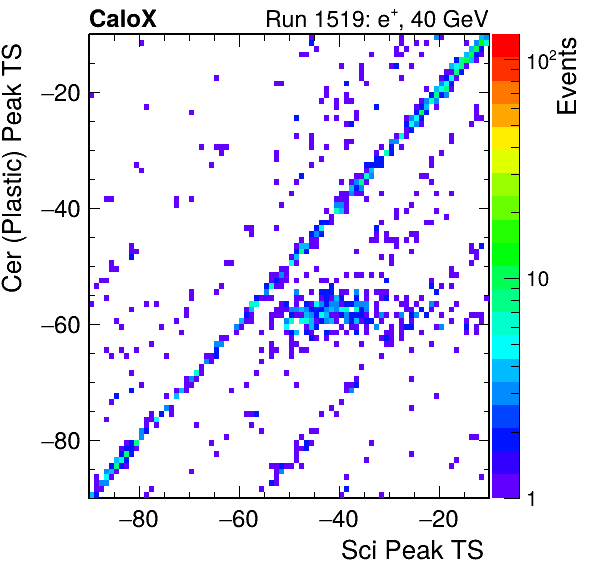 CaloX Run 1519: e⁺, 40 GeV
Cer (Plastic) Peak TS
−20
−40
−60
−80
−80 −60 −40 −20
Sci Peak TS
10²
10
1
Events